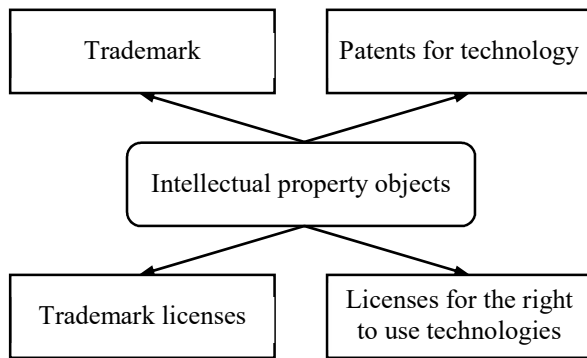 Trademark
Patents for technology
Intellectual property objects
Trademark licenses
Licenses for the right
to use technologies